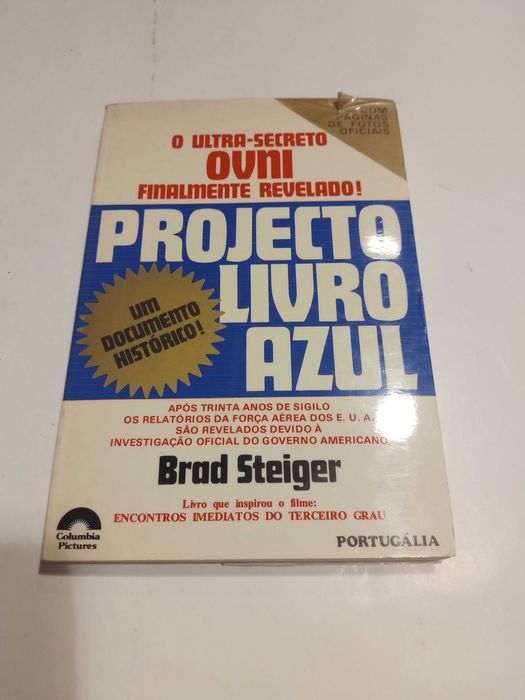 COM
PÁGINAS
DE FOTOS
OFICIAIS
O ULTRA-SECRETO
OVNI
FINALMENTE REVELADO!
PROJECTO
LIVRO
AZUL
UM
DOCUMENTO
HISTÓRICO!
APÓS TRINTA ANOS DE SIGILO
OS RELATÓRIOS DA FORÇA AÉREA DOS E. U. A.
SÃO REVELADOS DEVIDO À
INVESTIGAÇÃO OFICIAL DO GOVERNO AMERICANO
Brad Steiger
Livro que inspirou o filme:
ENCONTROS IMEDIATOS DO TERCEIRO GRAU
Columbia
Pictures
PORTUGÁLIA